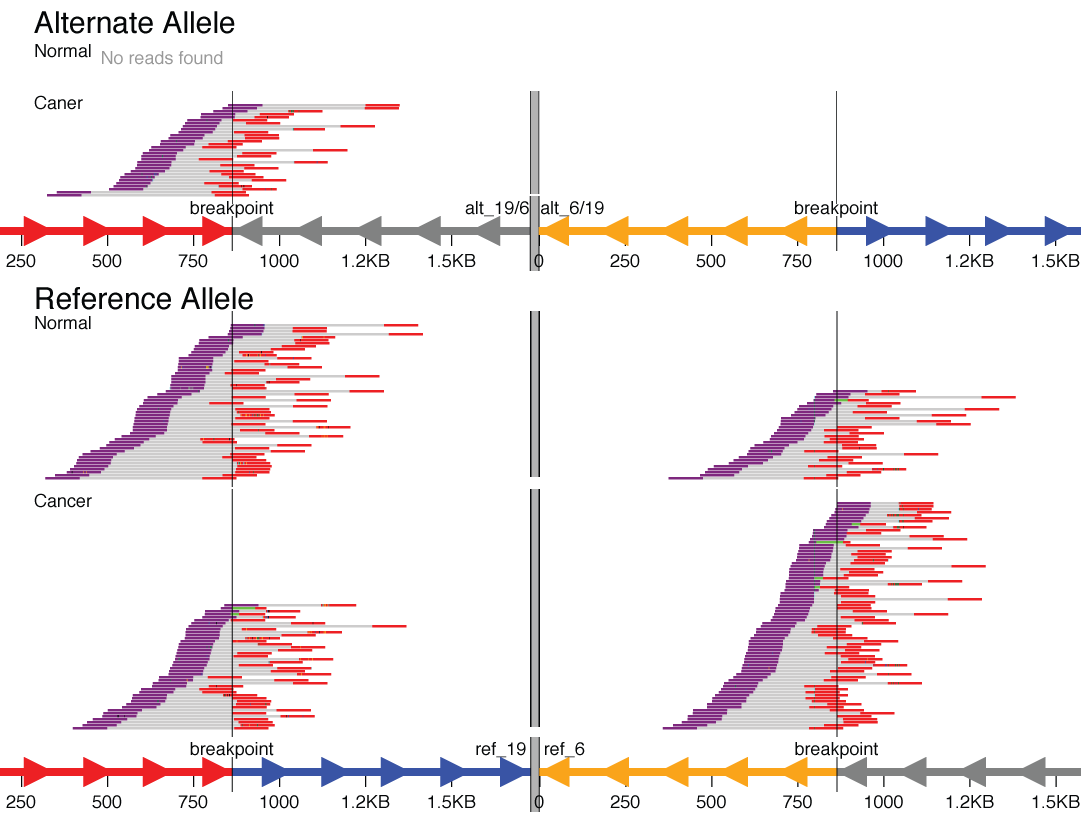 Alternate Allele
Normal No reads found
Caner
breakpoint alt_19/6 alt_6/19 breakpoint
250 500 750 1000 1.2KB 1.5KB 0 250 500 750 1000 1.2KB 1.5KB
Reference Allele
Normal
Cancer
breakpoint ref_19 ref_6 breakpoint
250 500 750 1000 1.2KB 1.5KB 0 250 500 750 1000 1.2KB 1.5KB